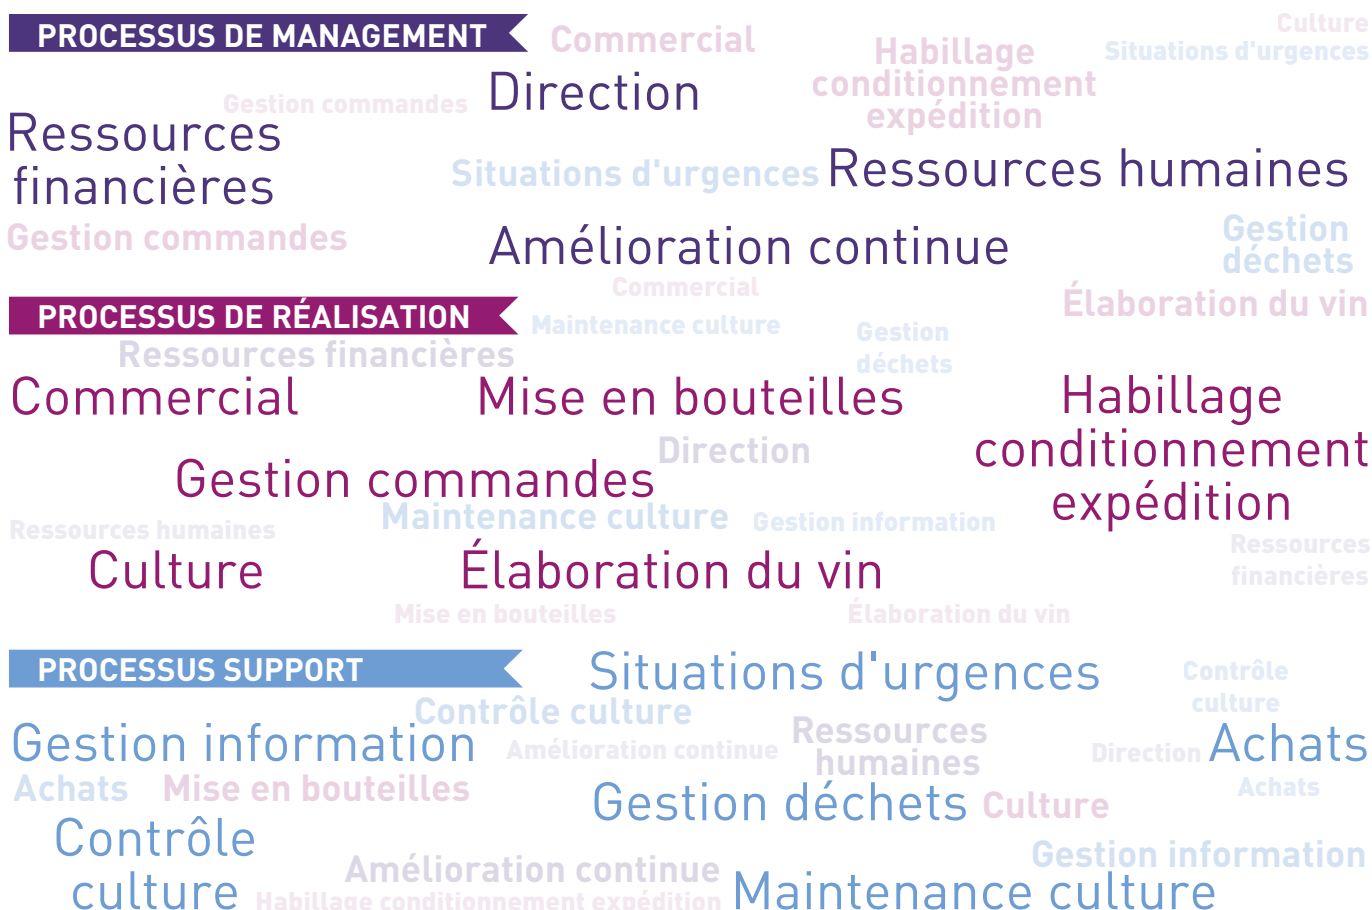 PROCESSUS DE MANAGEMENT
Commercial
Culture
Habillage
conditionnement
expédition
Situations d'urgences
Direction
Gestion commandes
Ressources
financières
Situations d'urgences
Ressources humaines
Gestion commandes
Amélioration continue
Gestion
déchets
Commercial
Élaboration du vin
PROCESSUS DE RÉALISATION
Maintenance culture
Gestion
déchets
Ressources financières
Commercial
Mise en bouteilles
Habillage
conditionnement
expédition
Direction
Gestion commandes
Maintenance culture
Gestion information
Ressources humaines
Ressources
financières
Culture
Élaboration du vin
Mise en bouteilles
Élaboration du vin
PROCESSUS SUPPORT
Situations d'urgences
Contrôle
culture
Contrôle culture
Gestion information
Amélioration continue
Ressources
humaines
Direction
Achats
Achats
Mise en bouteilles
Gestion déchets
Culture
Achats
Contrôle
culture
Amélioration continue
Gestion information
Habillage conditionnement expédition
Maintenance culture